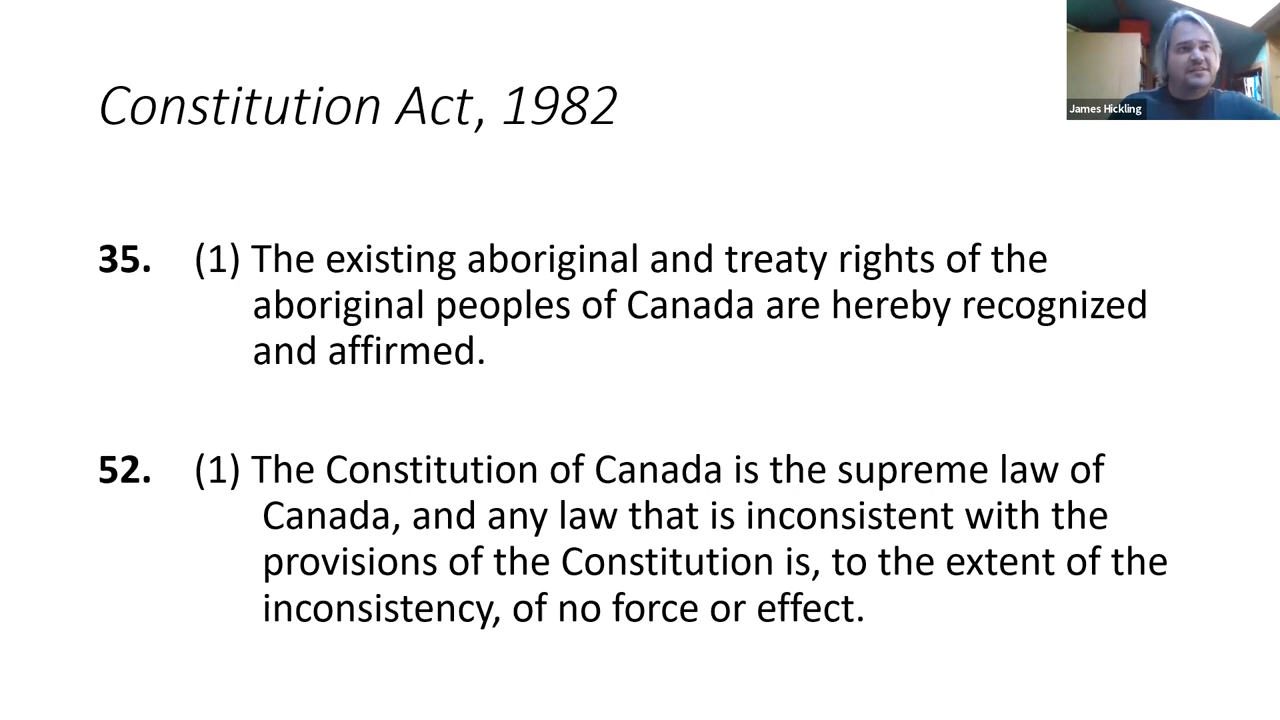 Constitution Act, 1982
James Hickling
35. (1) The existing aboriginal and treaty rights of the
aboriginal peoples of Canada are hereby recognized
and affirmed.
52. (1) The Constitution of Canada is the supreme law of
Canada, and any law that is inconsistent with the
provisions of the Constitution is, to the extent of the
inconsistency, of no force or effect.